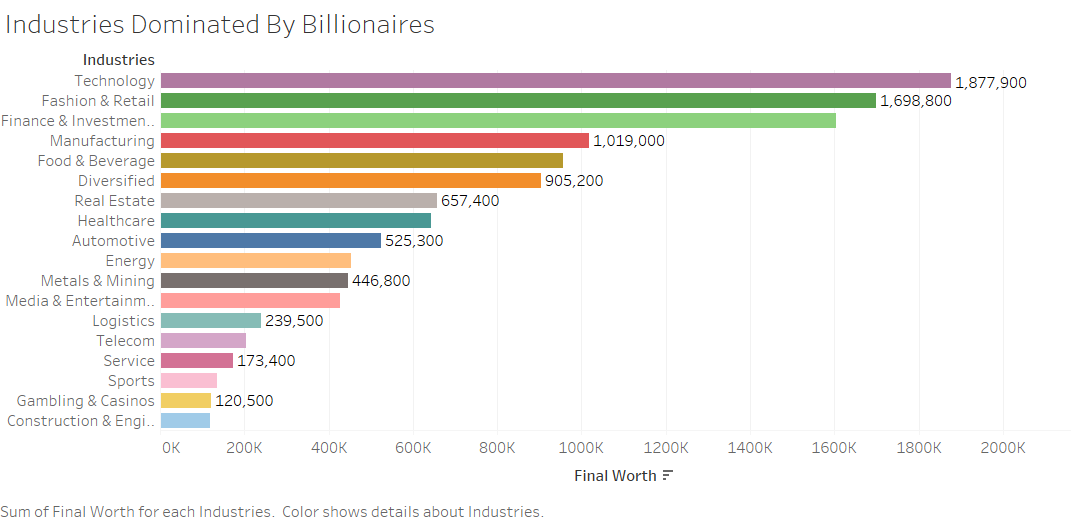 Industries Dominated By Billionaires
Industries
Technology 1,877,900
Fashion & Retail 1,698,800
Finance & Investmen..
Manufacturing 1,019,000
Food & Beverage
Diversified 905,200
Real Estate 657,400
Healthcare
Automotive 525,300
Energy
Metals & Mining 446,800
Media & Entertainm..
Logistics 239,500
Telecom
Service 173,400
Sports
Gambling & Casinos 120,500
Construction & Engi..
0K 200K 400K 600K 800K 1000K 1200K 1400K 1600K 1800K 2000K
Final Worth
Sum of Final Worth for each Industries. Color shows details about Industries.